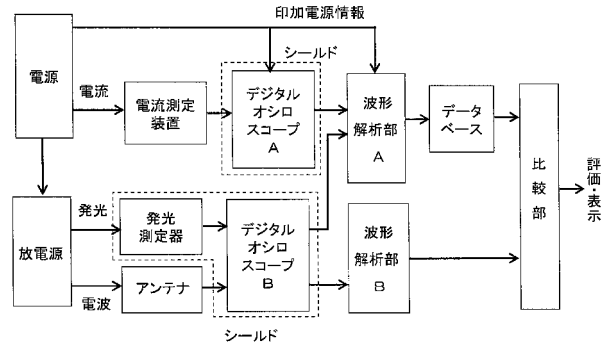 印加電源情報
シールド
電源
電流
電流測定
装置
デジタル
オシロ
スコープ
A
波形
解析部
A
データ
ベース
比較部
評価・表示
放電源
発光
発光
測定器
電波
アンテナ
デジタル
オシロ
スコープ
B
波形
解析部
B
シールド